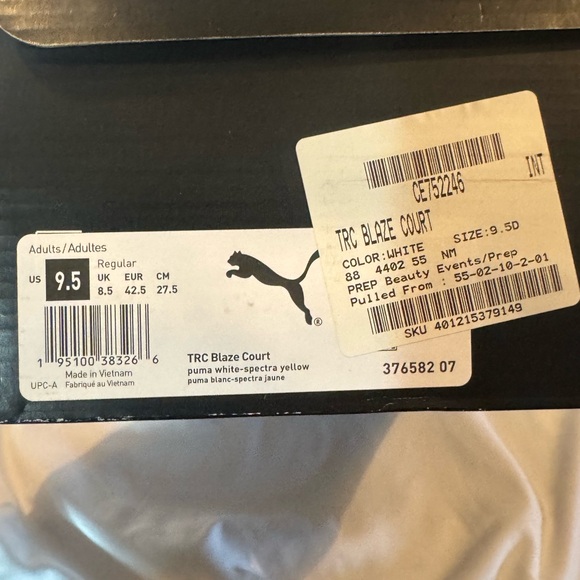 CE752246
INT
TRC BLAZE COURT
COLOR:WHITE SIZE:9.5D
88 4402 55 NM
PREP Beauty Events/Prep
Pulled From : 55-02-10-2-01
SKU 401215379149
Adults/Adultes
Regular
US 9.5 UK EUR CM
8.5 42.5 27.5
®
1 95100 38326 6
Made in Vietnam
UPC-A Fabriqué au Vietnam
TRC Blaze Court
puma white-spectra yellow
puma blanc-spectra jaune
376582 07